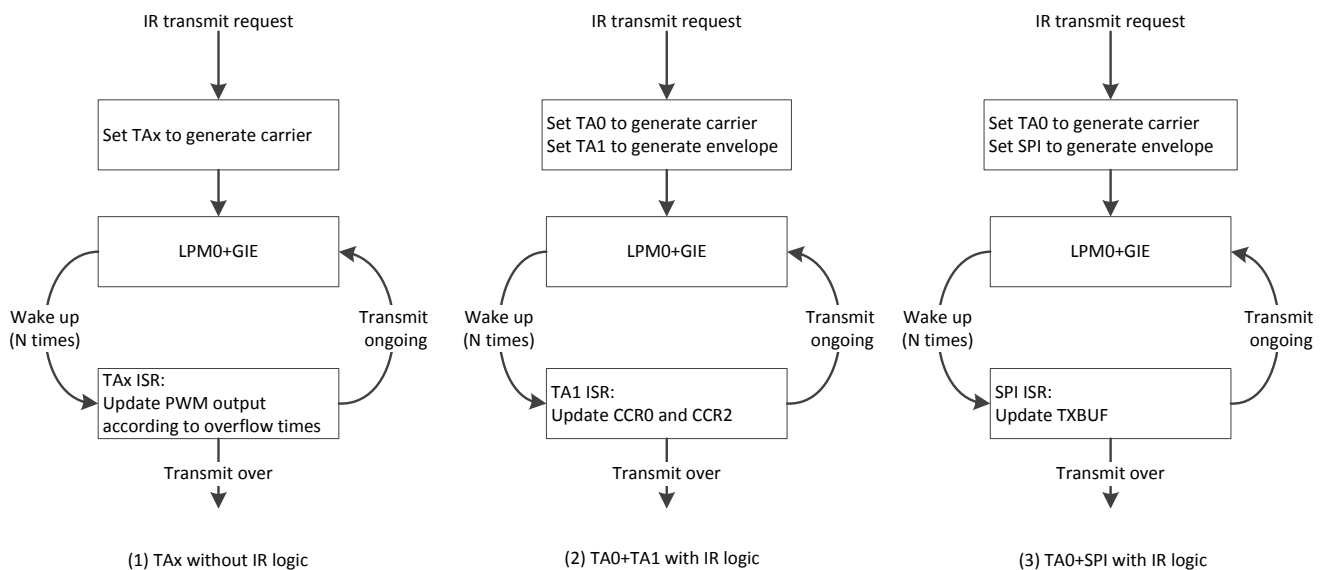 IR transmit request
Set TAx to generate carrier
LPM0+GIE
Wake up
(N times)
Transmit
ongoing
TAx ISR:
Update PWM output
according to overflow times
Transmit over
(1) TAx without IR logic
IR transmit request
Set TA0 to generate carrier
Set TA1 to generate envelope
LPM0+GIE
Wake up
(N times)
Transmit
ongoing
TA1 ISR:
Update CCR0 and CCR2
Transmit over
(2) TA0+TA1 with IR logic
IR transmit request
Set TA0 to generate carrier
Set SPI to generate envelope
LPM0+GIE
Wake up
(N times)
Transmit
ongoing
SPI ISR:
Update TXBUF
Transmit over
(3) TA0+SPI with IR logic